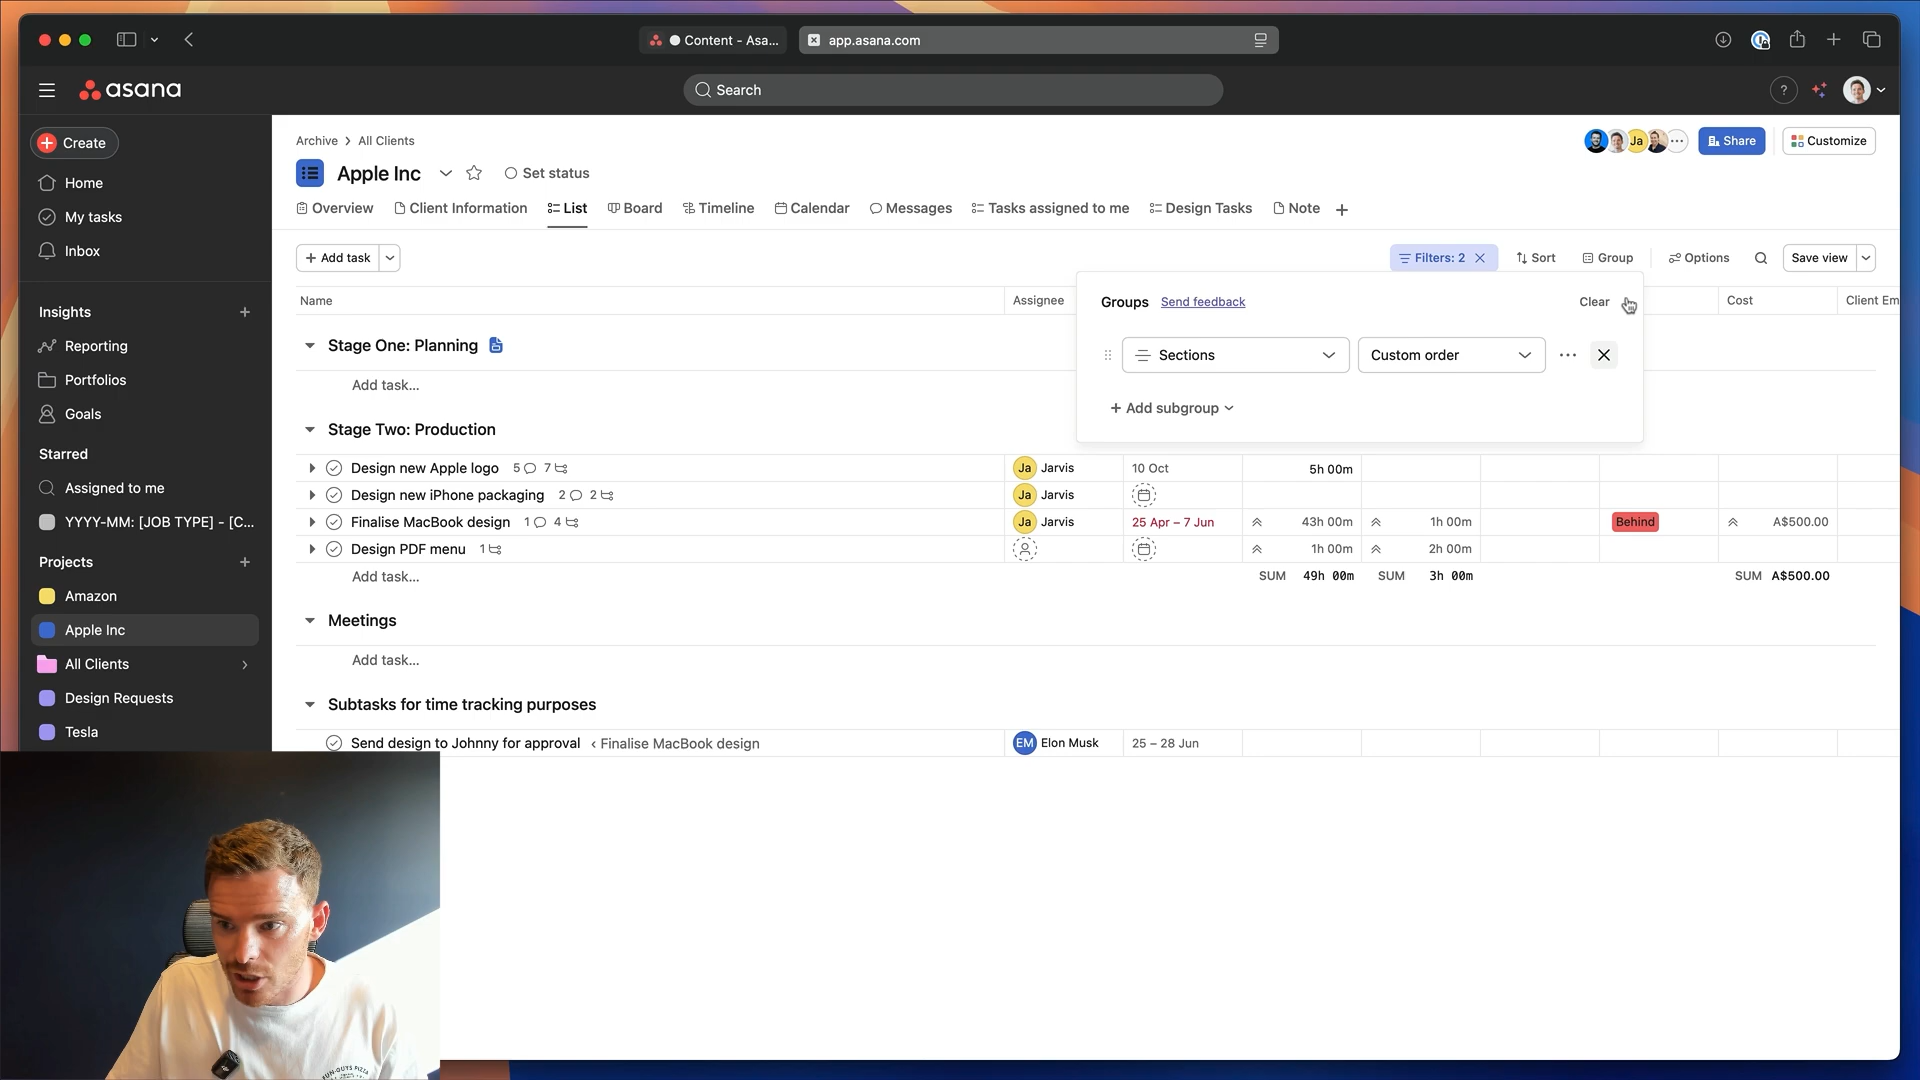 Content - Asa...
app.asana.com
asana
Search
?
Create
Home
My tasks
Inbox
Insights
Reporting
Portfolios
Goals
Starred
Assigned to me
YYYY-MM: [JOB TYPE] - [C...
Projects
Amazon
Apple Inc
All Clients
Design Requests
Tesla
Archive > All Clients
Apple Inc
Set status
Ja
Share
Customize
Overview
Client Information
List
Board
Timeline
Calendar
Messages
Tasks assigned to me
Design Tasks
Note
+ Add task
Filters: 2
Sort
Group
Options
Save view
Name
Assignee
Cost
Client Em
Groups
Send feedback
Clear
Sections
Custom order
+ Add subgroup
Stage One: Planning
Add task...
Stage Two: Production
Design new Apple logo 5 7 Ja Jarvis 10 Oct 5h 00m
Design new iPhone packaging 2 2 Ja Jarvis
Finalise MacBook design 1 4 Ja Jarvis 25 Apr – 7 Jun 43h 00m 1h 00m Behind A$500.00
Design PDF menu 1 1h 00m 2h 00m
Add task... SUM 49h 00m SUM 3h 00m SUM A$500.00
Meetings
Add task...
Subtasks for time tracking purposes
Send design to Johnny for approval ‹ Finalise MacBook design EM Elon Musk 25 – 28 Jun
FUN-GUYS PIZZA